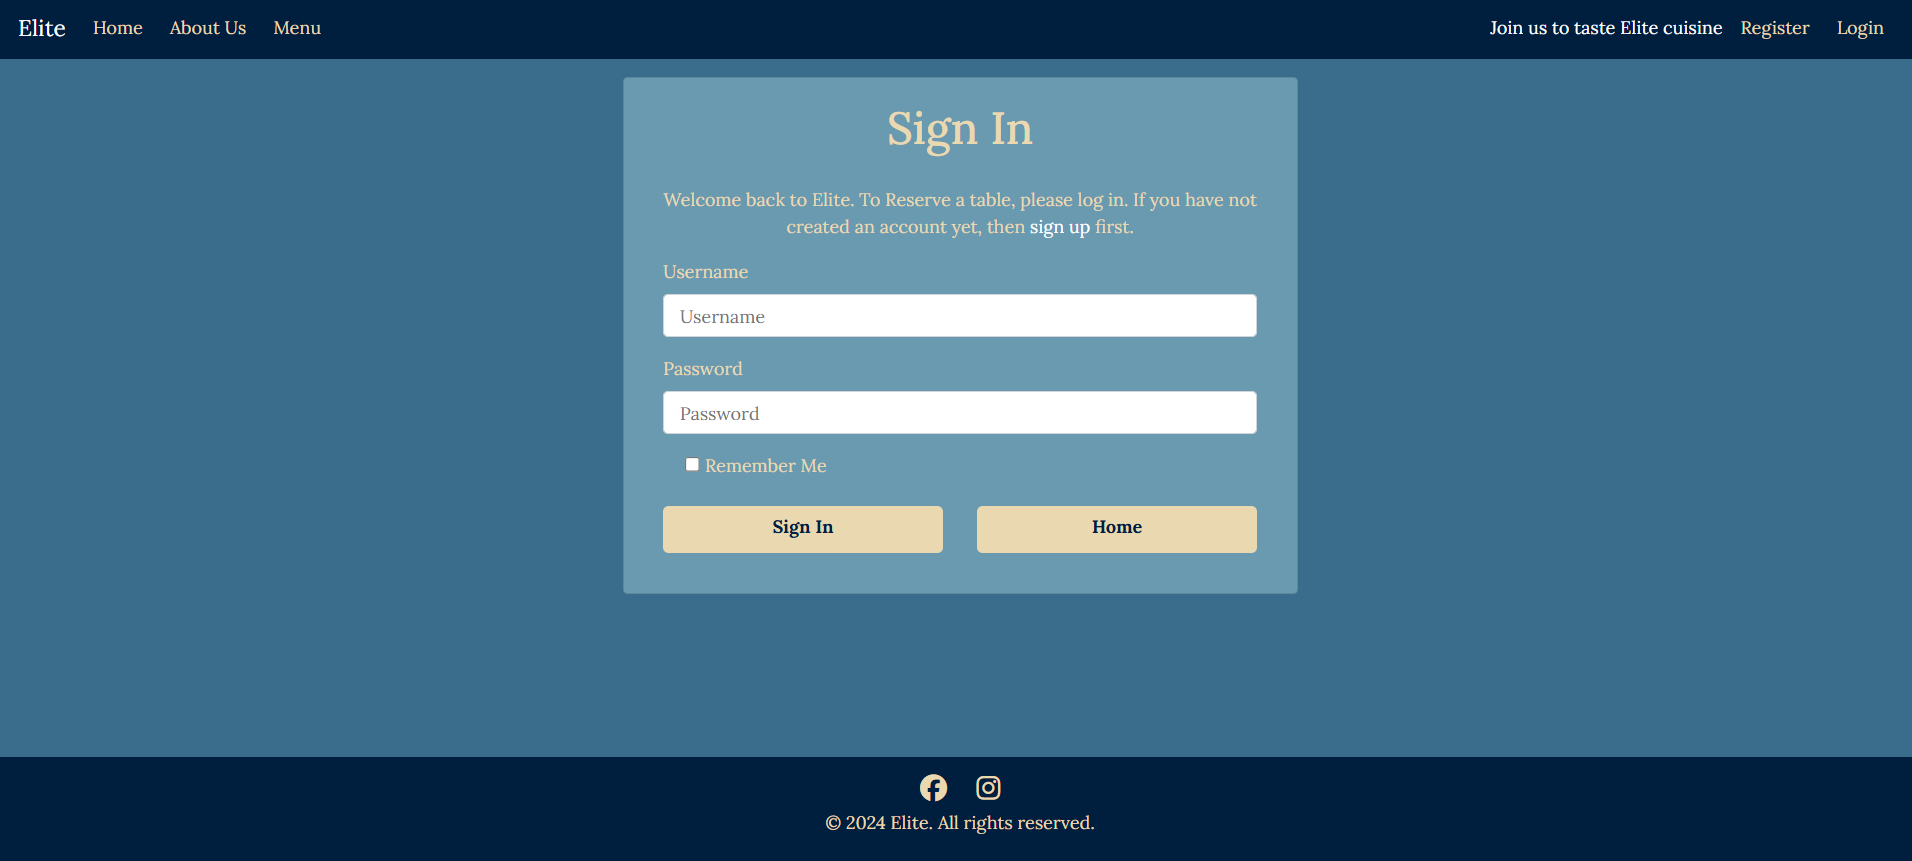 Elite Home About Us Menu Join us to taste Elite cuisine Register Login
Sign In
Welcome back to Elite. To Reserve a table, please log in. If you have not
created an account yet, then sign up first.
Username
Username
Password
Password
Remember Me
Sign In Home
© 2024 Elite. All rights reserved.